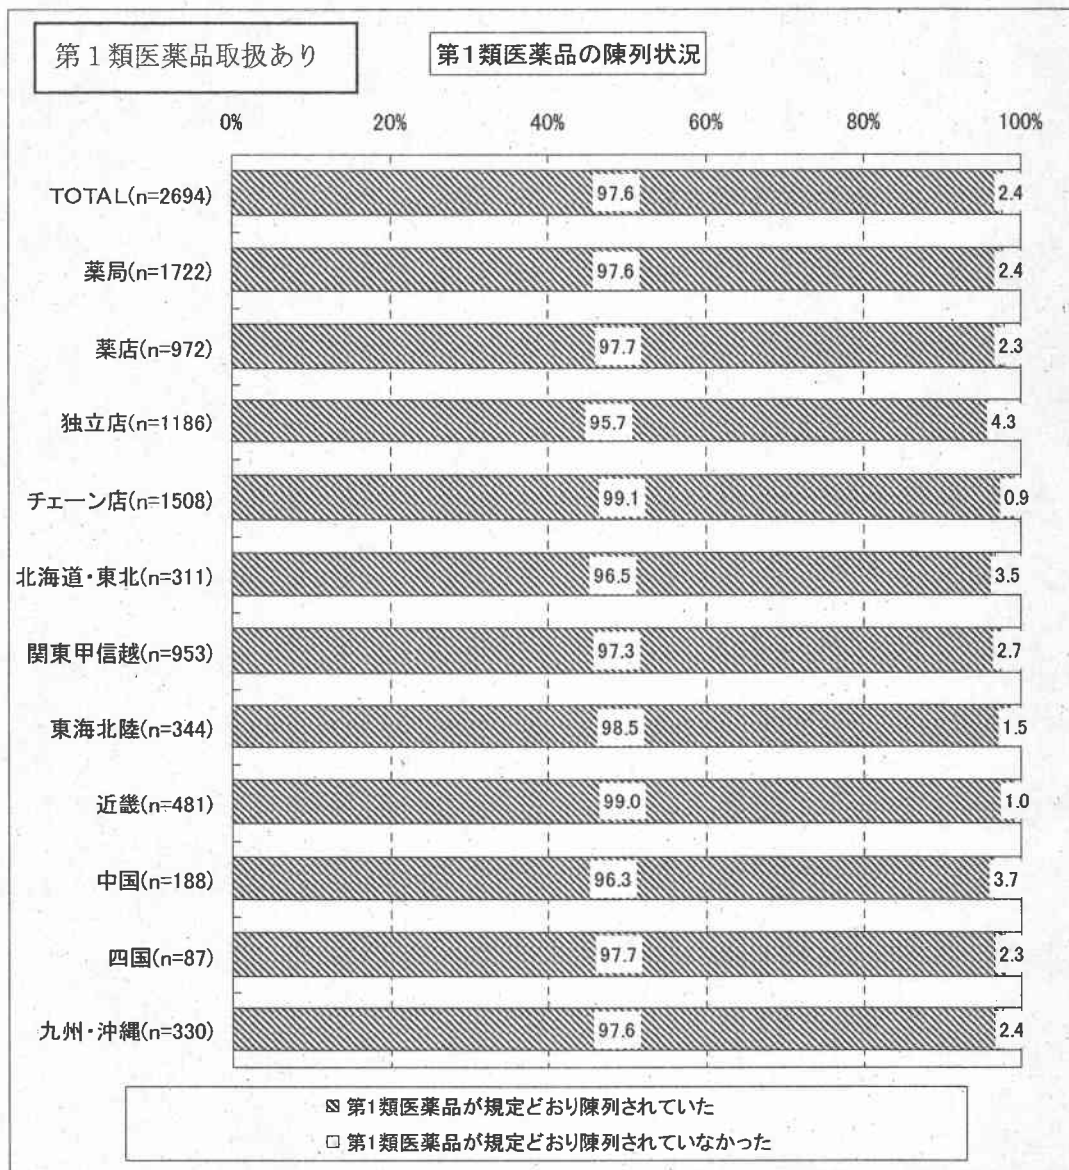 第1類医薬品取扱あり
第1類医薬品の陳列状況
0% 20% 40% 60% 80% 100%
TOTAL(n=2694) 97.6 2.4
薬局(n=1722) 97.6 2.4
薬店(n=972) 97.7 2.3
独立店(n=1186) 95.7 4.3
チェーン店(n=1508) 99.1 0.9
北海道・東北(n=311) 96.5 3.5
関東甲信越(n=953) 97.3 2.7
東海北陸(n=344) 98.5 1.5
近畿(n=481) 99.0 1.0
中国(n=188) 96.3 3.7
四国(n=87) 97.7 2.3
九州・沖縄(n=330) 97.6 2.4
第1類医薬品が規定どおり陳列されていた
第1類医薬品が規定どおり陳列されていなかった